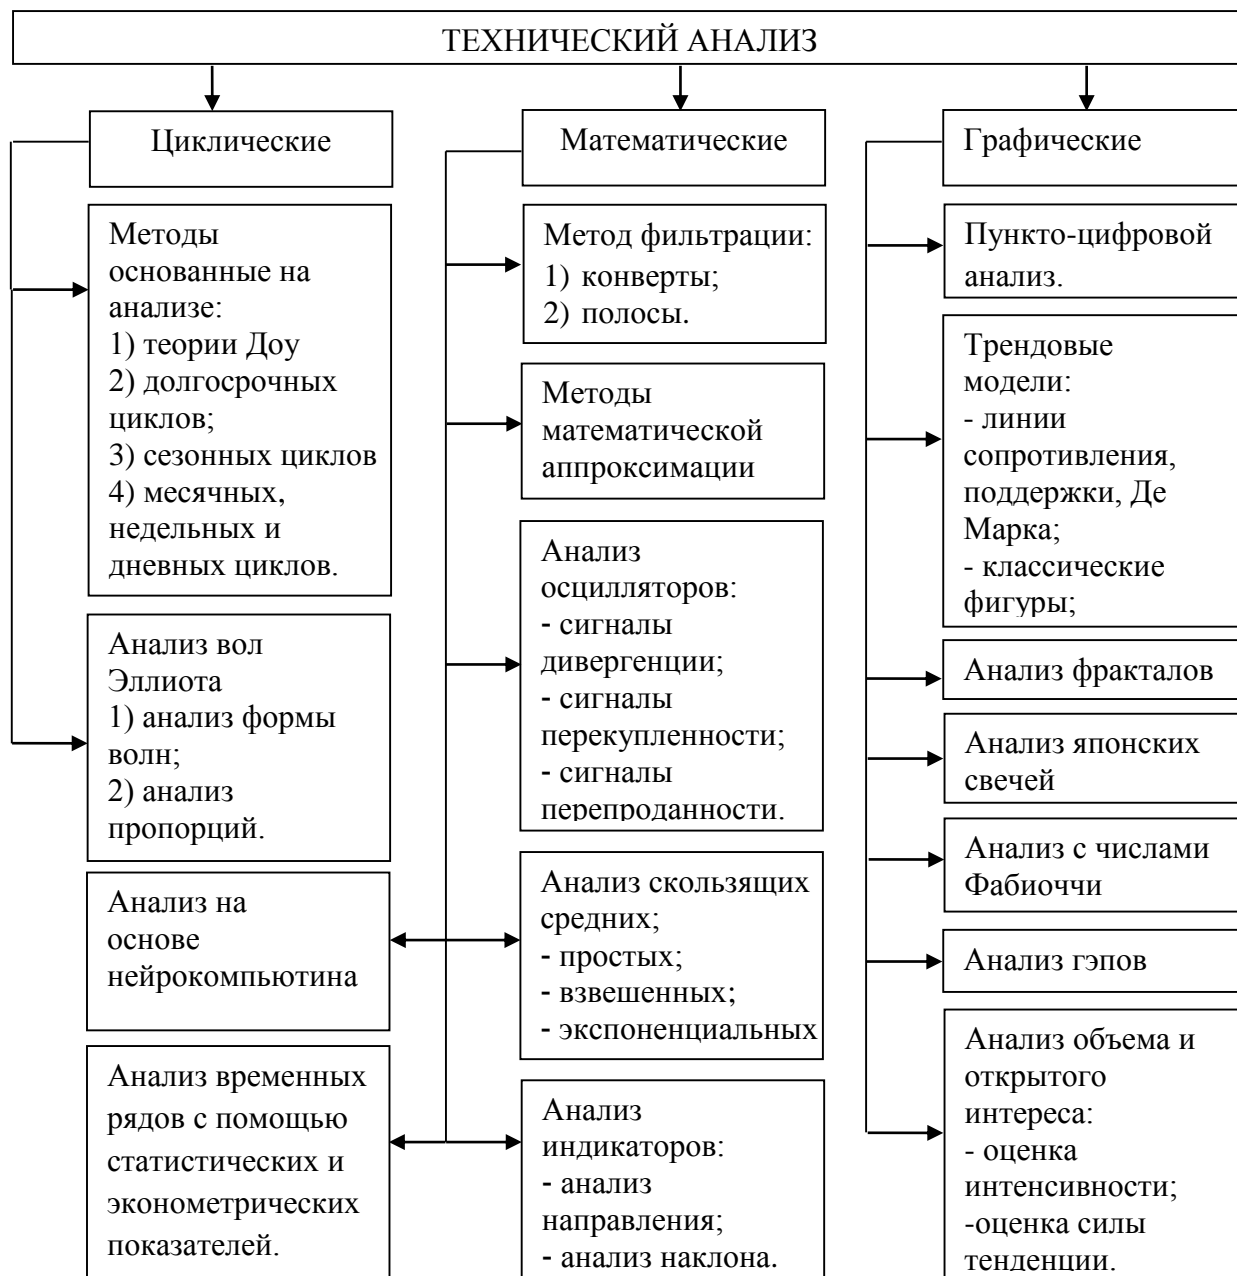 ТЕХНИЧЕСКИЙ АНАЛИЗ
Циклические
Методы
основанные на
анализе:
1) теории Доу
2) долгосрочных
циклов;
3) сезонных циклов
4) месячных,
недельных и
дневных циклов.
Анализ вол
Эллиота
1) анализ формы
волн;
2) анализ
пропорций.
Анализ на
основе
нейрокомпьютина
Анализ временных
рядов с помощью
статистических и
эконометрических
показателей.
Математические
Метод фильтрации:
1) конверты;
2) полосы.
Методы
математической
аппроксимации
Анализ
осцилляторов:
- сигналы
дивергенции;
- сигналы
перекупленности;
- сигналы
перепроданности.
Анализ скользящих
средних;
- простых;
- взвешенных;
- экспоненциальных
Анализ
индикаторов:
- анализ
направления;
- анализ наклона.
Графические
Пункто-цифровой
анализ.
Трендовые
модели:
- линии
сопротивления,
поддержки, Де
Марка;
- классические
фигуры;
Анализ фракталов
Анализ японских
свечей
Анализ с числами
Фабиоччи
Анализ гэпов
Анализ объема и
открытого
интереса:
- оценка
интенсивности;
-оценка силы
тенденции.